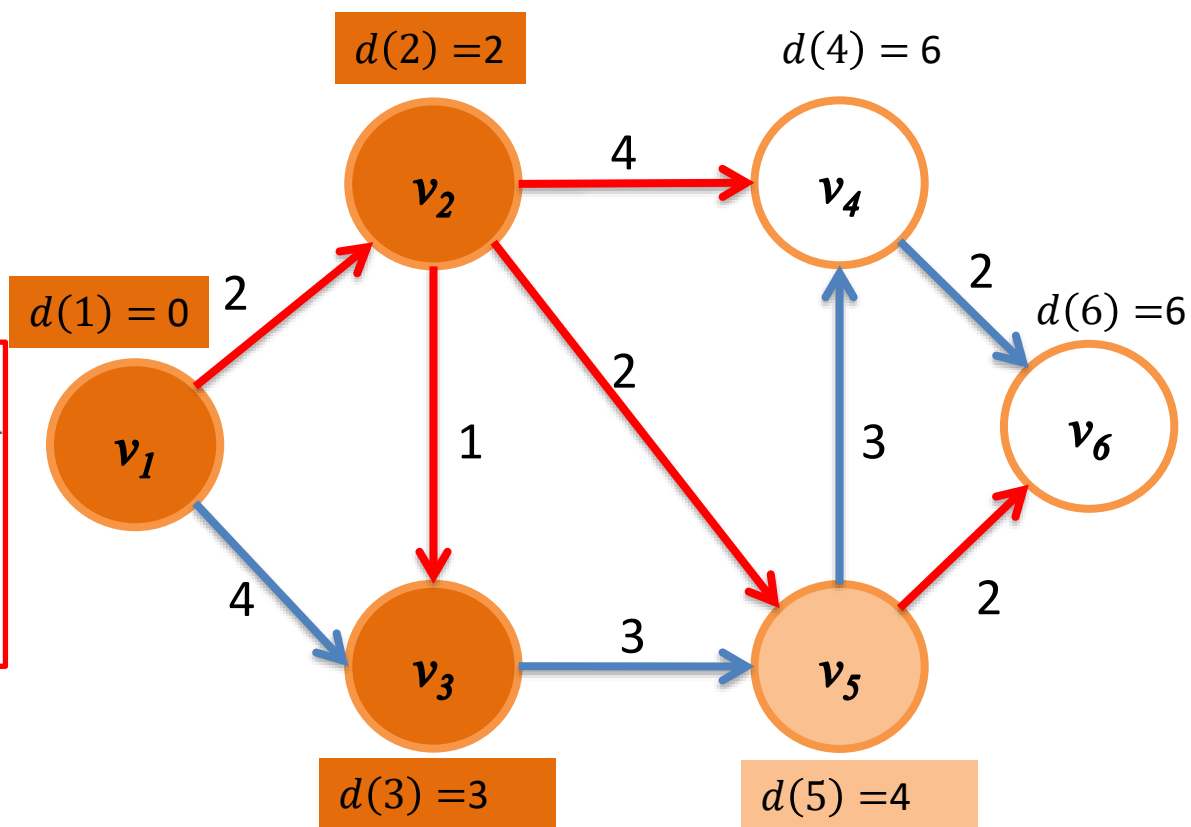 d(2) =2
d(4) = 6
4
v2
v4
2
2
d(1) = 0
d(6) =6
2
v1
1
3
v6
4
3
2
v3
v5
d(3) =3
d(5) =4